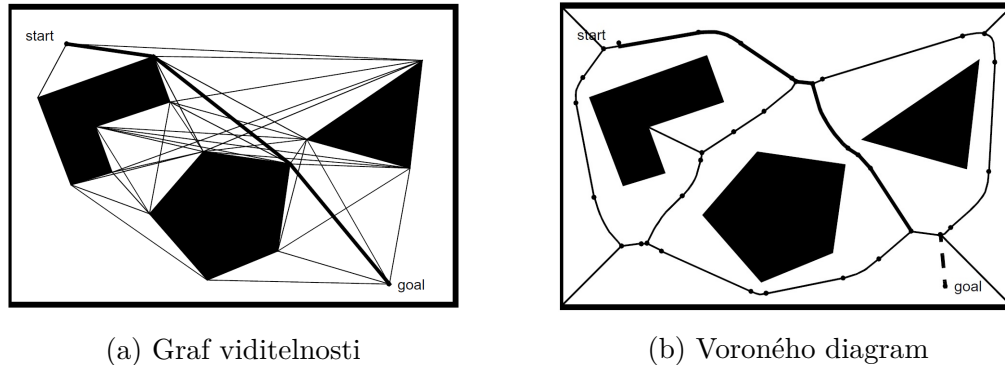 start
goal
start
goal
(a) Graf viditelnosti
(b) Voroného diagram